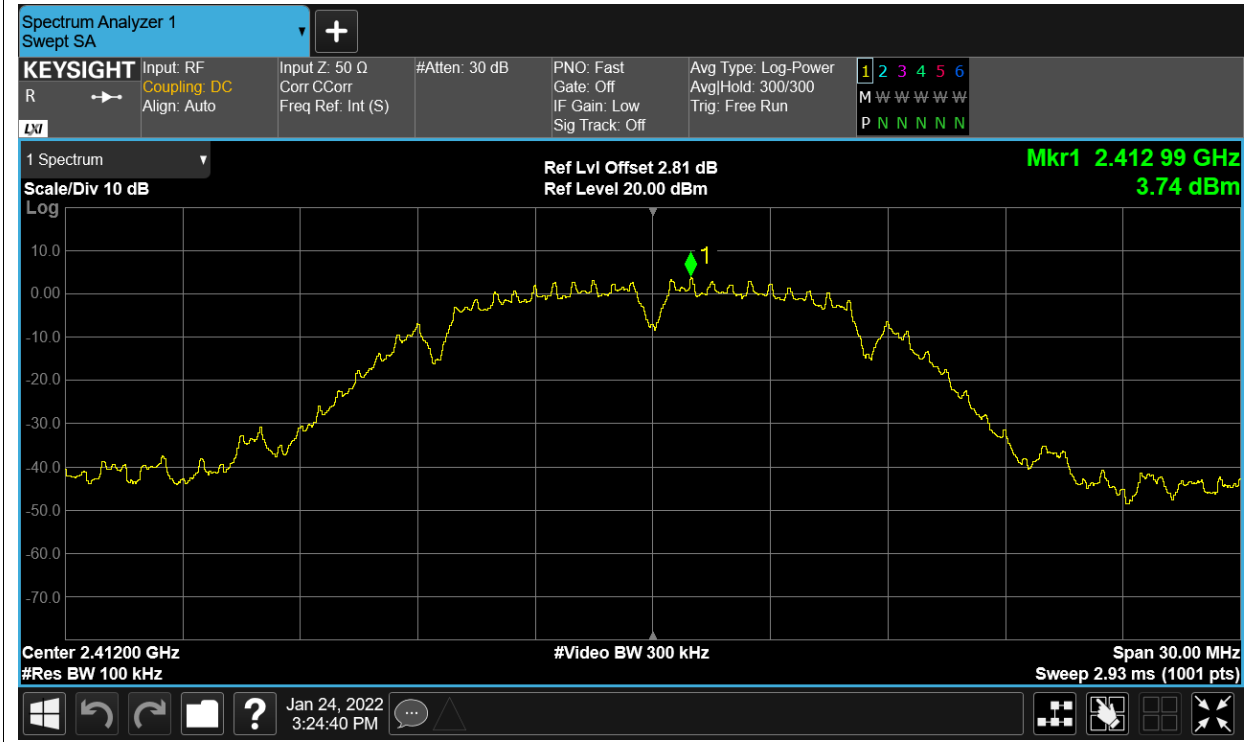 Spectrum Analyzer 1
Swept SA
▼
+
KEYSIGHT
R
LXI
Input: RF
Coupling: DC
Align: Auto
Input Z: 50 Ω
Corr CCorr
Freq Ref: Int (S)
#Atten: 30 dB
PNO: Fast
Gate: Off
IF Gain: Low
Sig Track: Off
Avg Type: Log-Power
Avg|Hold: 300/300
Trig: Free Run
1 2 3 4 5 6
M W W W W W
P N N N N N
1 Spectrum ▼
Scale/Div 10 dB
Ref Lvl Offset 2.81 dB
Ref Level 20.00 dBm
Mkr1 2.412 99 GHz
3.74 dBm
Log
10.0
0.00
-10.0
-20.0
-30.0
-40.0
-50.0
-60.0
-70.0
1
Center 2.41200 GHz
#Res BW 100 kHz
#Video BW 300 kHz
Span 30.00 MHz
Sweep 2.93 ms (1001 pts)
?
Jan 24, 2022
3:24:40 PM